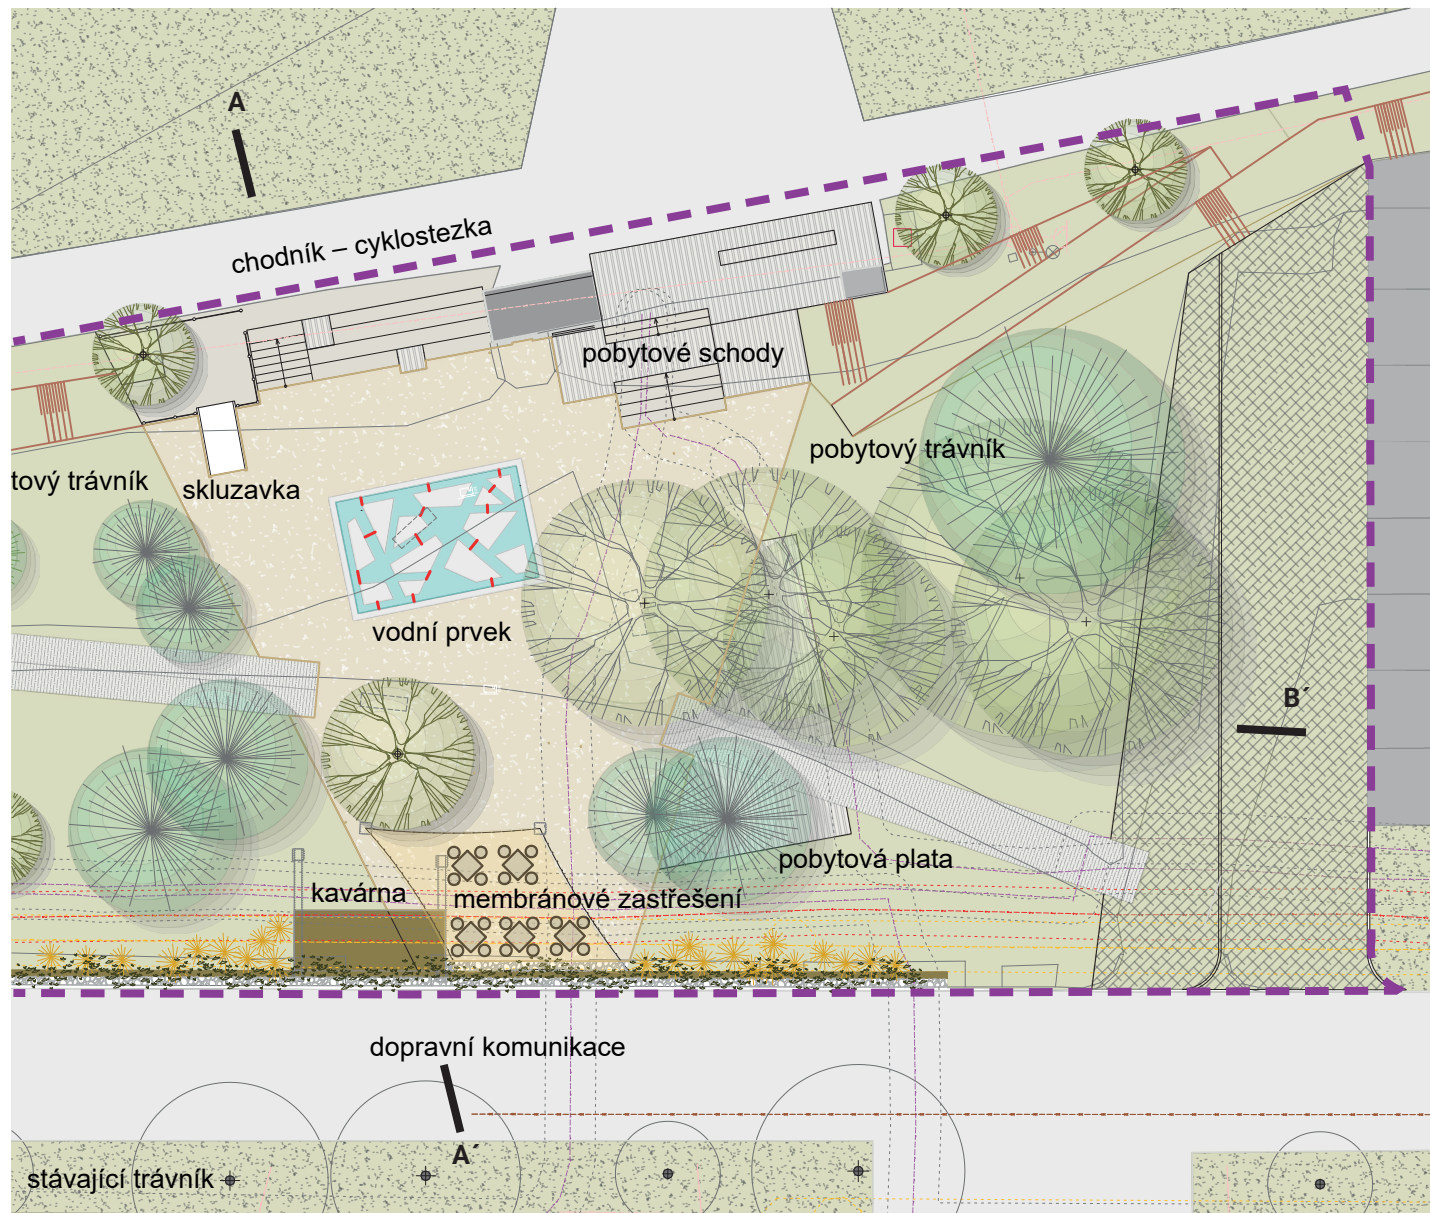 A
chodník – cyklostezka
pobytové schody
pobytový trávník
tový trávník
skluzavka
vodní prvek
B´
pobytová plata
kavárna
membránové zastřešení
dopravní komunikace
A´
stávající trávník